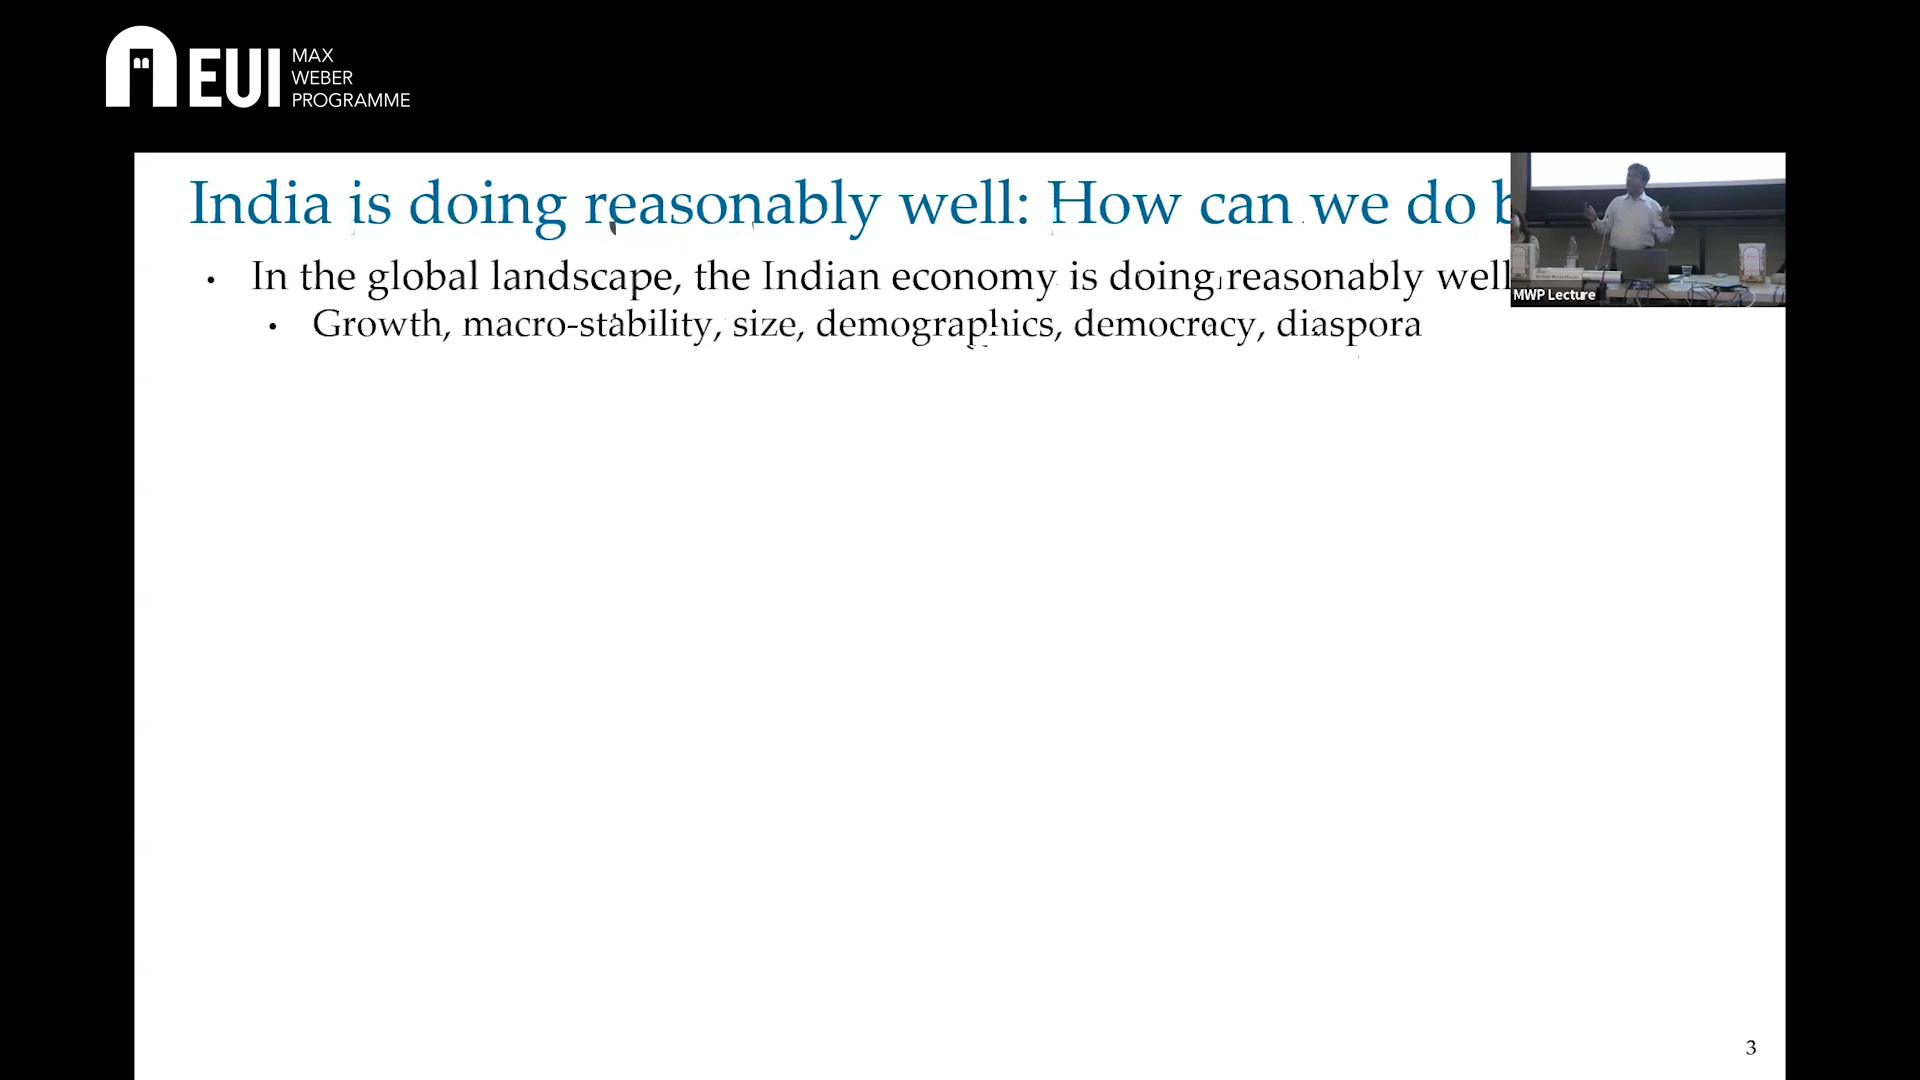 EUI
MAX
WEBER
PROGRAMME
India is doing reasonably well: How can we do
• In the global landscape, the Indian economy is doing reasonably well
• Growth, macro-stability, size, demographics, democracy, diaspora
MWP Lecture
3